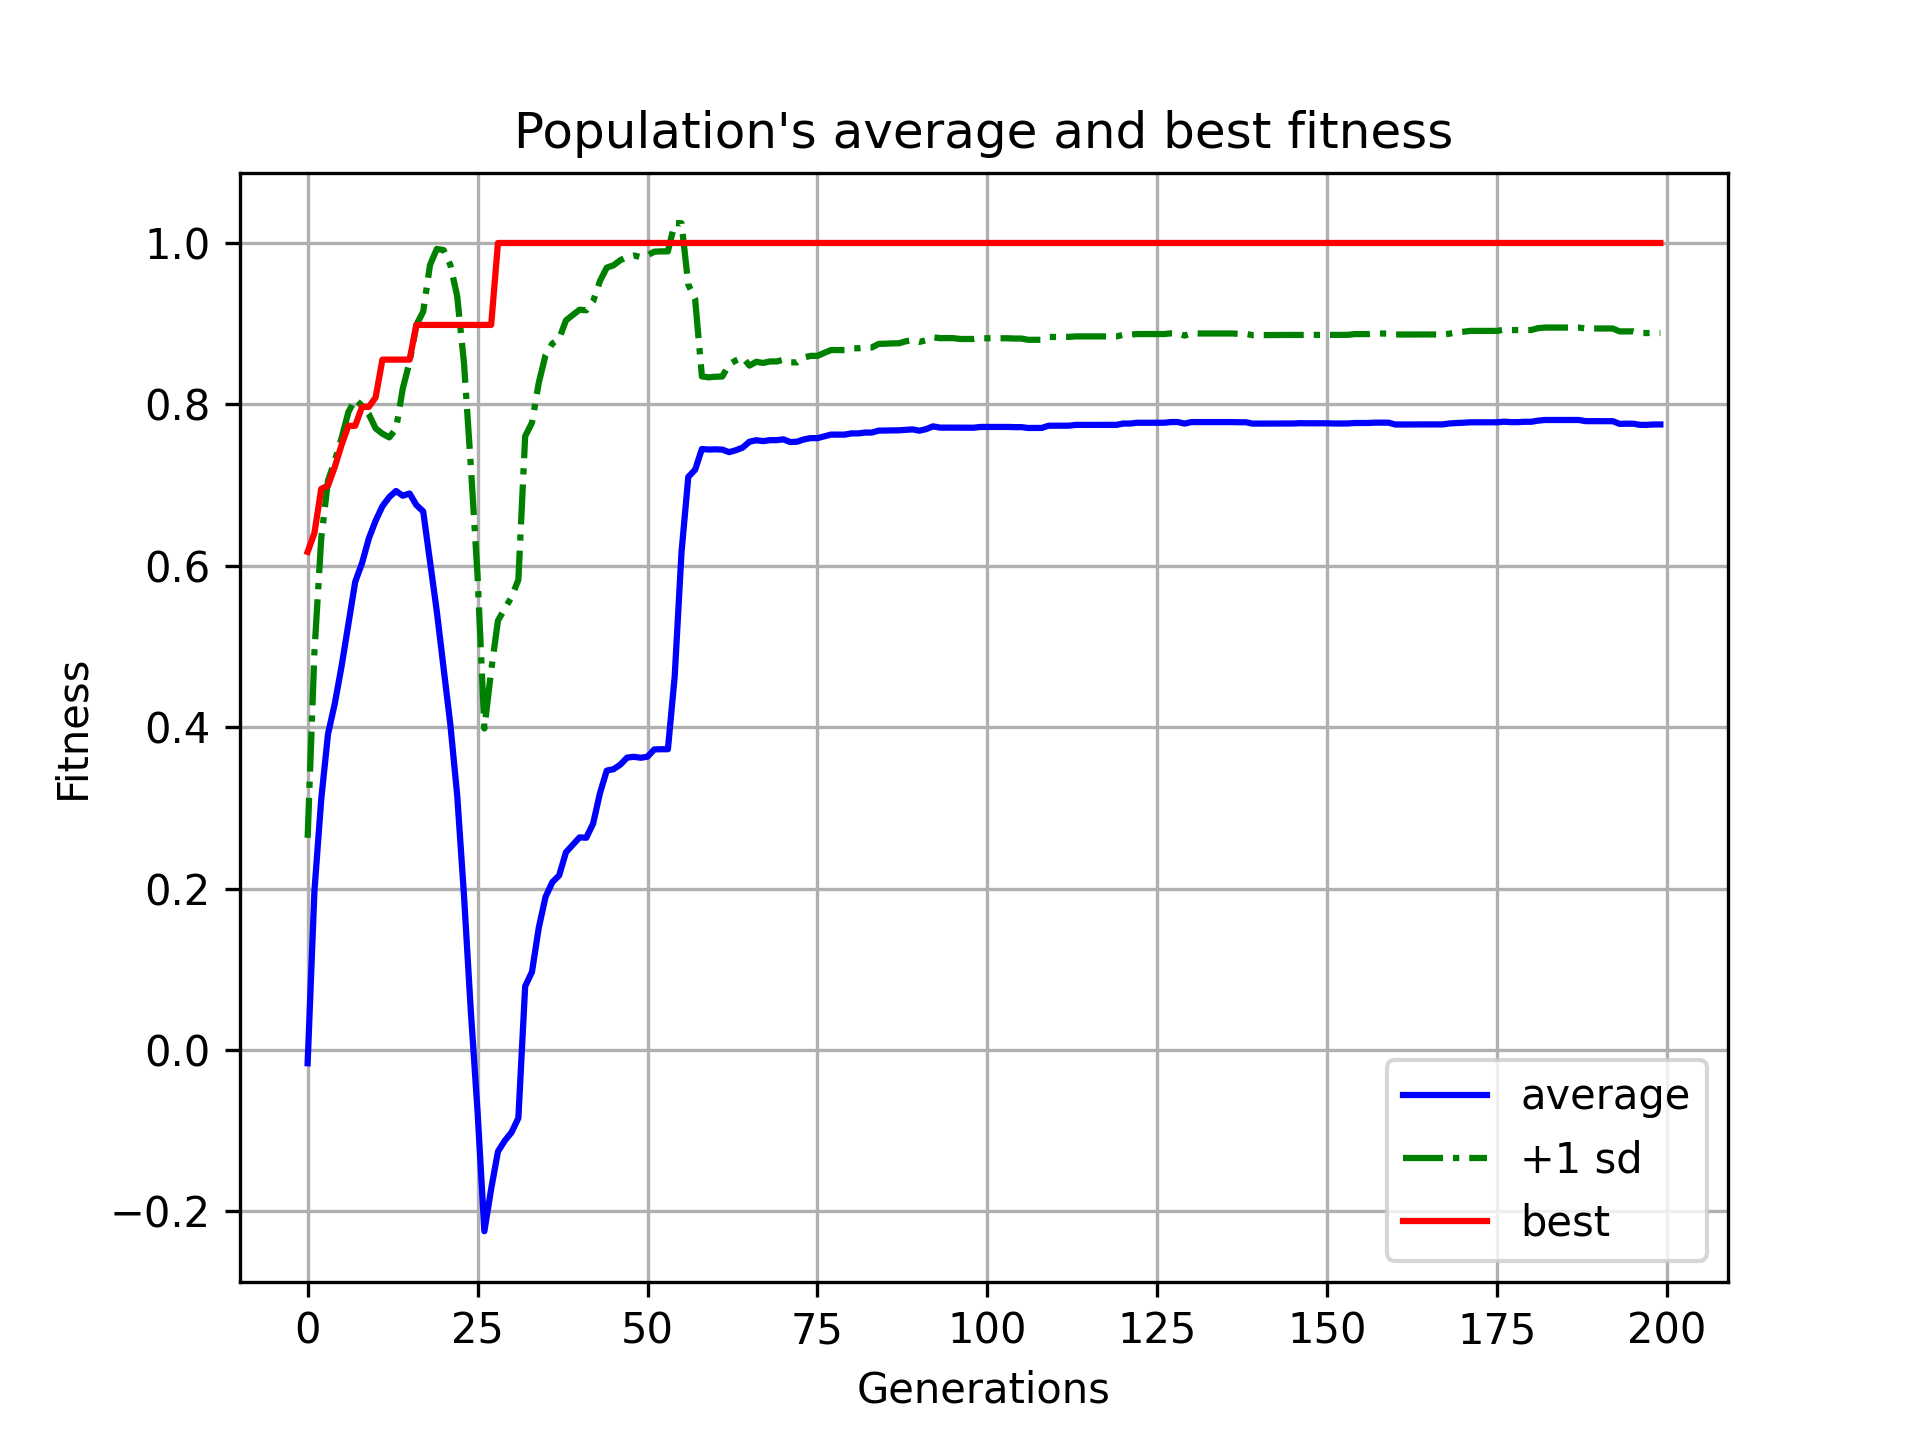 Population's average and best fitness
1.0
0.8
0.6
0.4
0.2
0.0
−0.2
Fitness
0 25 50 75 100 125 150 175 200
Generations
average
+1 sd
best